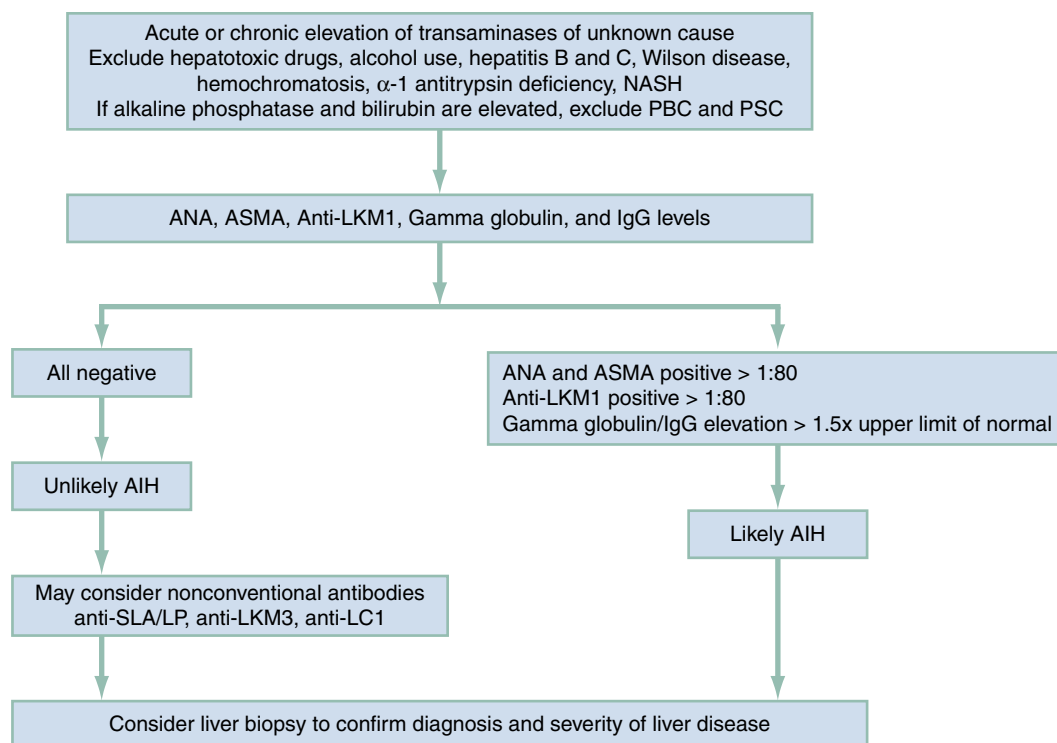 Acute or chronic elevation of transaminases of unknown cause
Exclude hepatotoxic drugs, alcohol use, hepatitis B and C, Wilson disease,
hemochromatosis, α-1 antitrypsin deficiency, NASH
If alkaline phosphatase and bilirubin are elevated, exclude PBC and PSC
ANA, ASMA, Anti-LKM1, Gamma globulin, and IgG levels
All negative
Unlikely AIH
May consider nonconventional antibodies
anti-SLA/LP, anti-LKM3, anti-LC1
ANA and ASMA positive > 1:80
Anti-LKM1 positive > 1:80
Gamma globulin/IgG elevation > 1.5x upper limit of normal
Likely AIH
Consider liver biopsy to confirm diagnosis and severity of liver disease